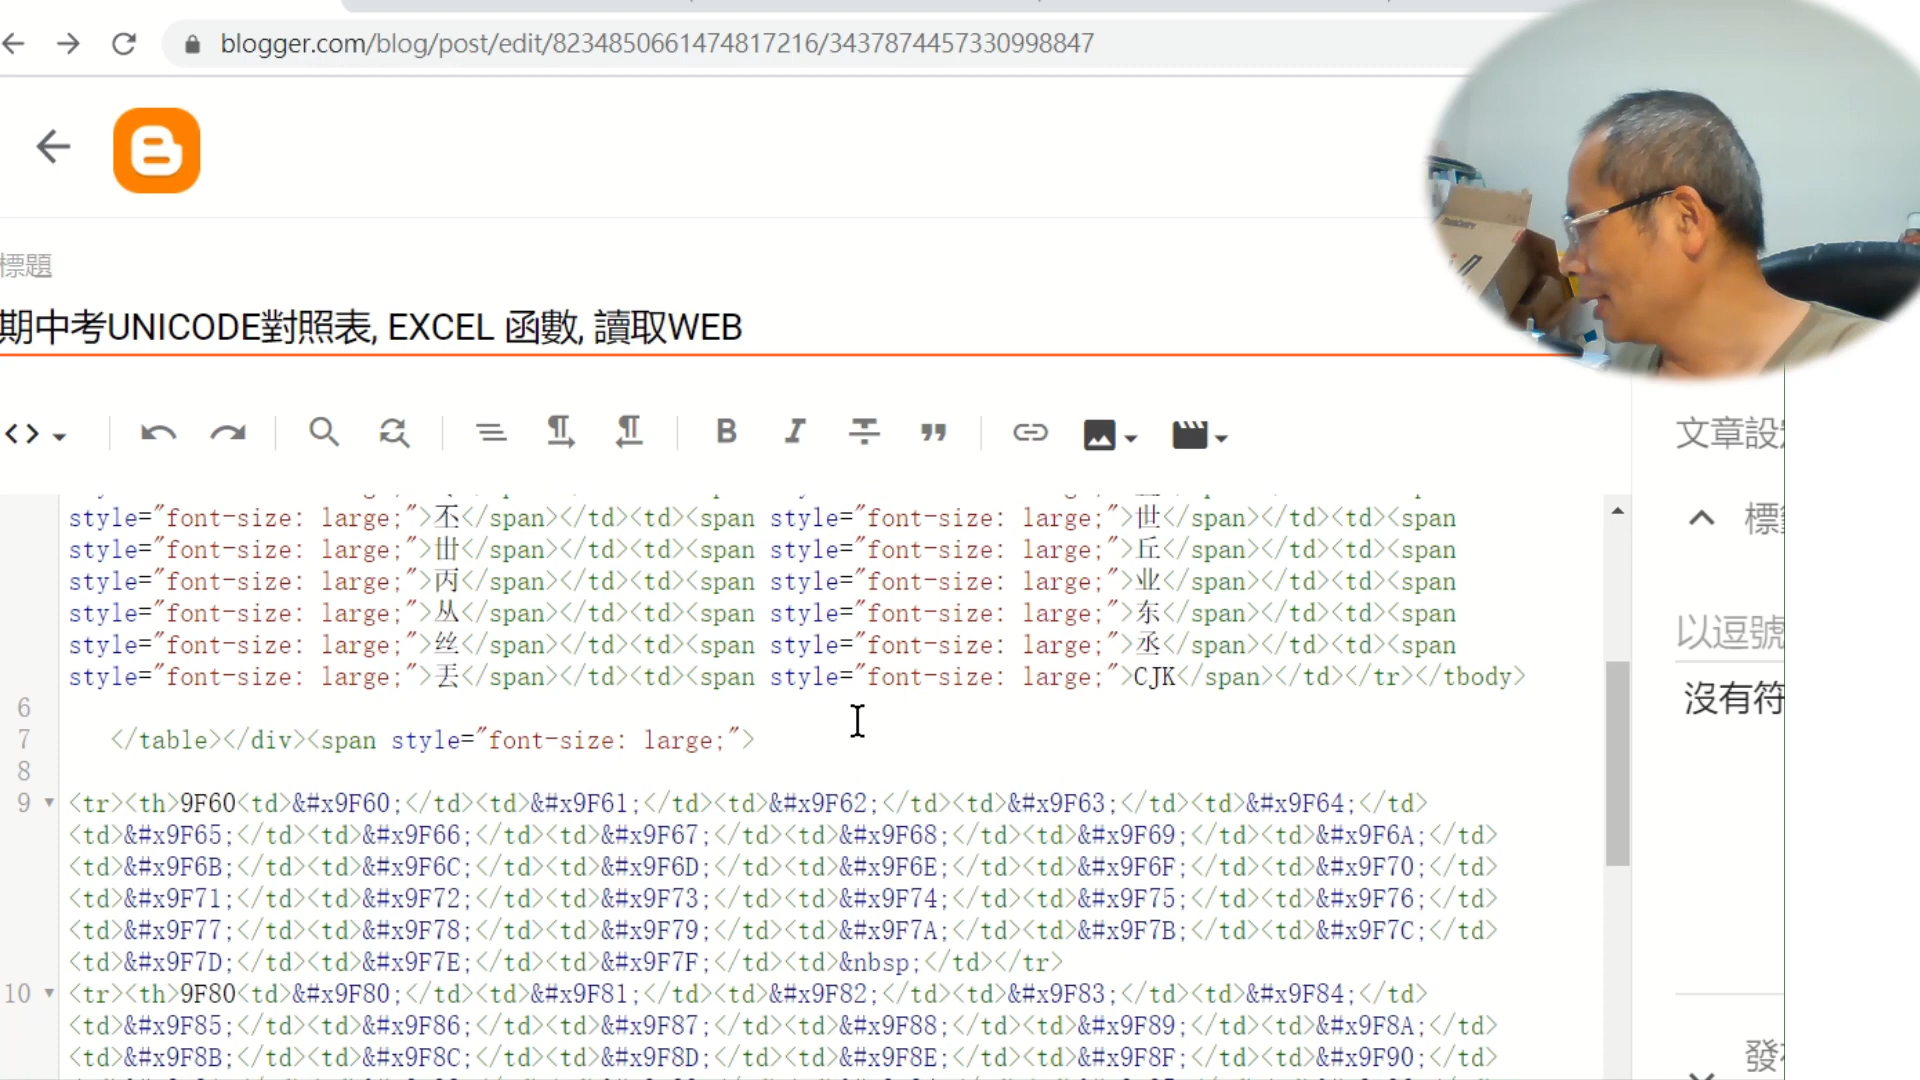 blogger.com/blog/post/edit/8234850661474817216/3437874457330998847
標題
期中考UNICODE對照表, EXCEL 函數, 讀取WEB
文章設
style="font-size: large;">不</span></td><td><span style="font-size: large;">世</span></td><td><span
style="font-size: large;">丗</span></td><td><span style="font-size: large;">丘</span></td><td><span
style="font-size: large;">丙</span></td><td><span style="font-size: large;">业</span></td><td><span
style="font-size: large;">丛</span></td><td><span style="font-size: large;">东</span></td><td><span
style="font-size: large;">丝</span></td><td><span style="font-size: large;">丞</span></td><td><span
style="font-size: large;">丟</span></td><td><span style="font-size: large;">CJK</span></td></tr></tbody>
6
7 </table></div><span style="font-size: large;">
8
9 <tr><th>9F60<td>&#x9F60;</td><td>&#x9F61;</td><td>&#x9F62;</td><td>&#x9F63;</td><td>&#x9F64;</td>
<td>&#x9F65;</td><td>&#x9F66;</td><td>&#x9F67;</td><td>&#x9F68;</td><td>&#x9F69;</td><td>&#x9F6A;</td>
<td>&#x9F6B;</td><td>&#x9F6C;</td><td>&#x9F6D;</td><td>&#x9F6E;</td><td>&#x9F6F;</td><td>&#x9F70;</td>
<td>&#x9F71;</td><td>&#x9F72;</td><td>&#x9F73;</td><td>&#x9F74;</td><td>&#x9F75;</td><td>&#x9F76;</td>
<td>&#x9F77;</td><td>&#x9F78;</td><td>&#x9F79;</td><td>&#x9F7A;</td><td>&#x9F7B;</td><td>&#x9F7C;</td>
<td>&#x9F7D;</td><td>&#x9F7E;</td><td>&#x9F7F;</td><td>&nbsp;</td></tr>
10 <tr><th>9F80<td>&#x9F80;</td><td>&#x9F81;</td><td>&#x9F82;</td><td>&#x9F83;</td><td>&#x9F84;</td>
<td>&#x9F85;</td><td>&#x9F86;</td><td>&#x9F87;</td><td>&#x9F88;</td><td>&#x9F89;</td><td>&#x9F8A;</td>
<td>&#x9F8B;</td><td>&#x9F8C;</td><td>&#x9F8D;</td><td>&#x9F8E;</td><td>&#x9F8F;</td><td>&#x9F90;</td>
標
以逗號
沒有符
發